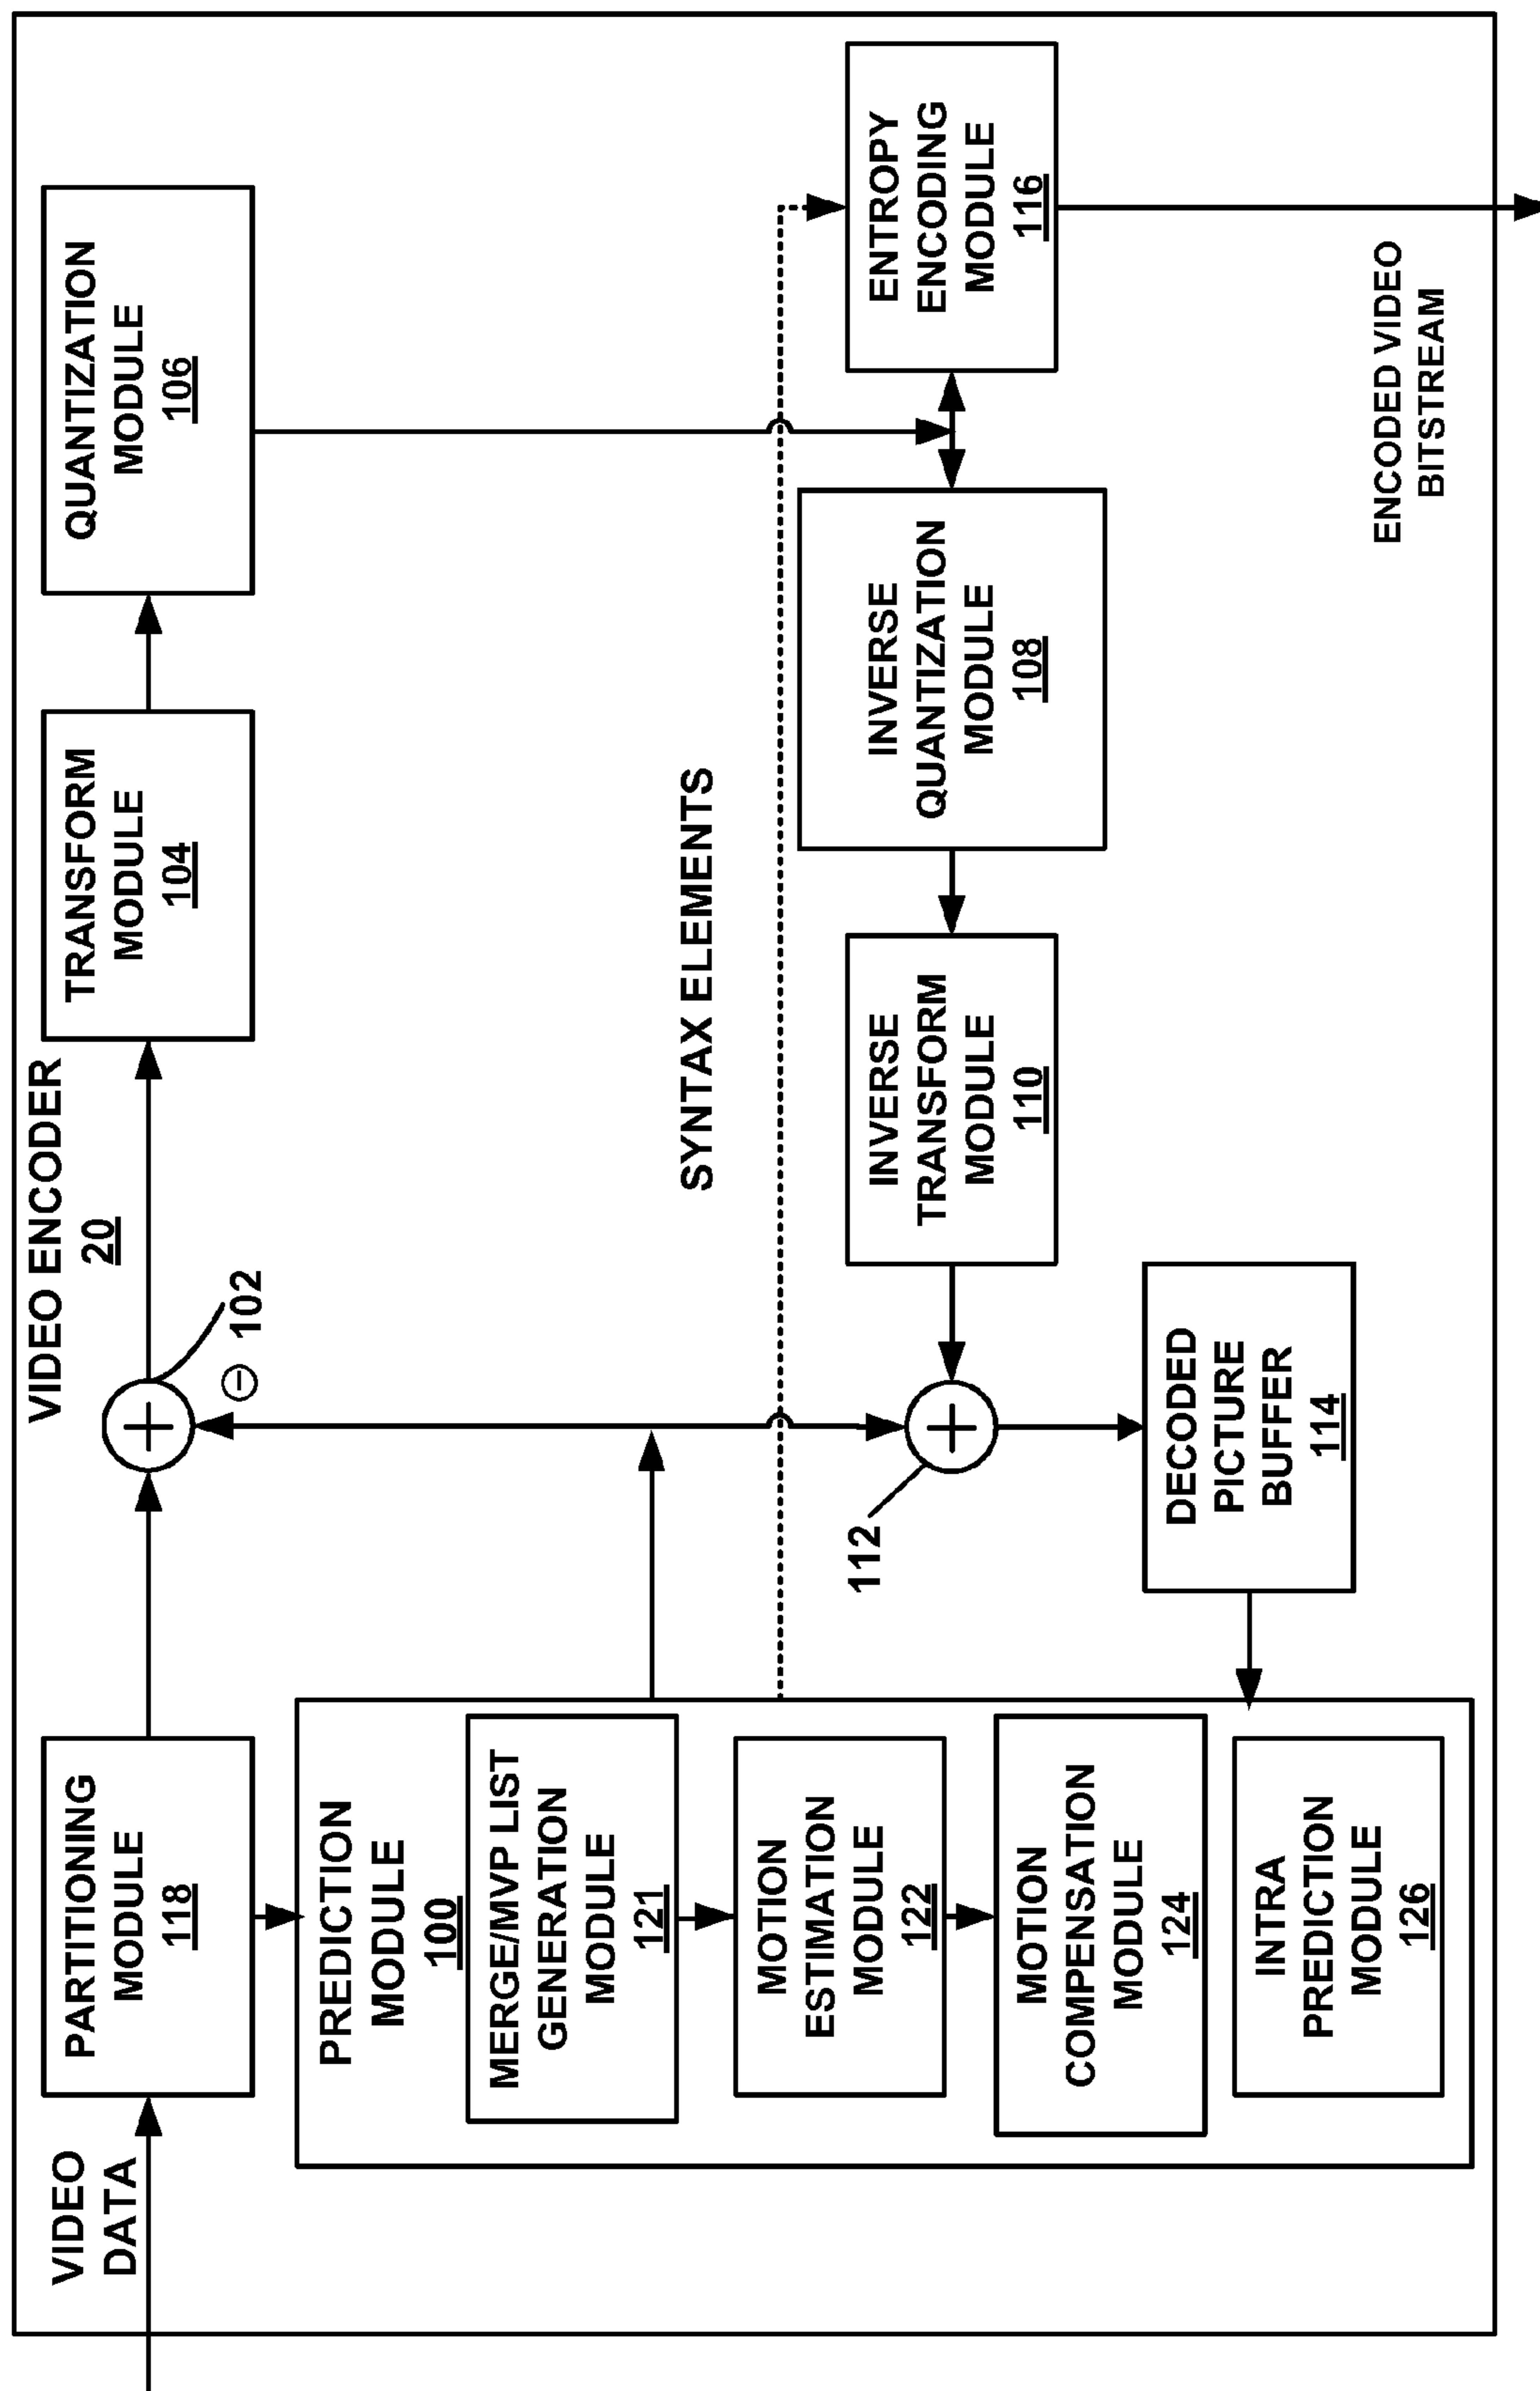 VIDEO ENCODER
20
VIDEO
DATA
PARTITIONING
MODULE
118
102
TRANSFORM
MODULE
104
QUANTIZATION
MODULE
106
PREDICTION
MODULE
100
MERGE/MVP LIST
GENERATION
MODULE
121
MOTION
ESTIMATION
MODULE
122
MOTION
COMPENSATION
MODULE
124
INTRA
PREDICTION
MODULE
126
SYNTAX ELEMENTS
112
INVERSE
TRANSFORM
MODULE
110
INVERSE
QUANTIZATION
MODULE
108
ENTROPY
ENCODING
MODULE
116
DECODED
PICTURE
BUFFER
114
ENCODED VIDEO
BITSTREAM